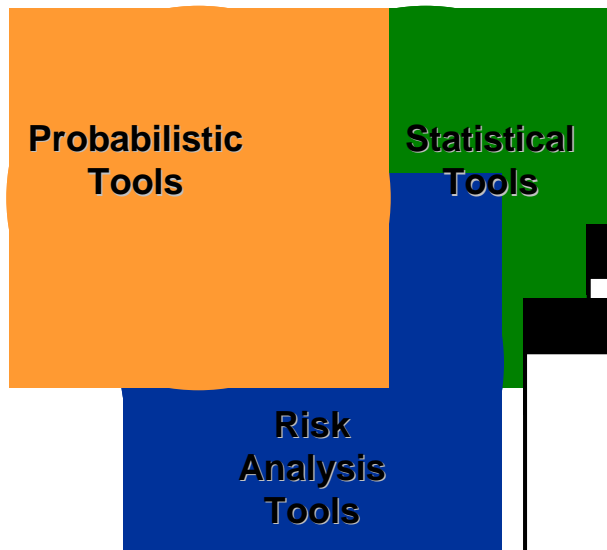 Probabilistic
Tools
Statistical
Tools
Risk
Analysis
Tools